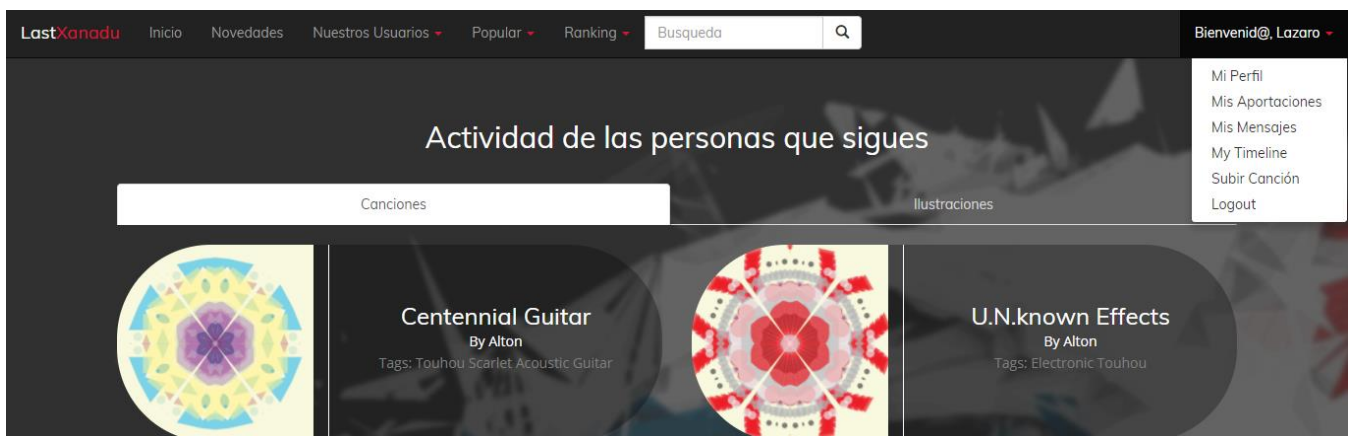 LastXanadu Inicio Novedades Nuestros Usuarios Popular Ranking Busqueda Bienvenid@, Lazaro
Mi Perfil
Mis Aportaciones
Mis Mensajes
My Timeline
Subir Canción
Logout
Actividad de las personas que sigues
Canciones Ilustraciones
Centennial Guitar
By Alton
Tags: Touhou Scarlet Acoustic Guitar
U.N.known Effects
By Alton
Tags: Electronic Touhou